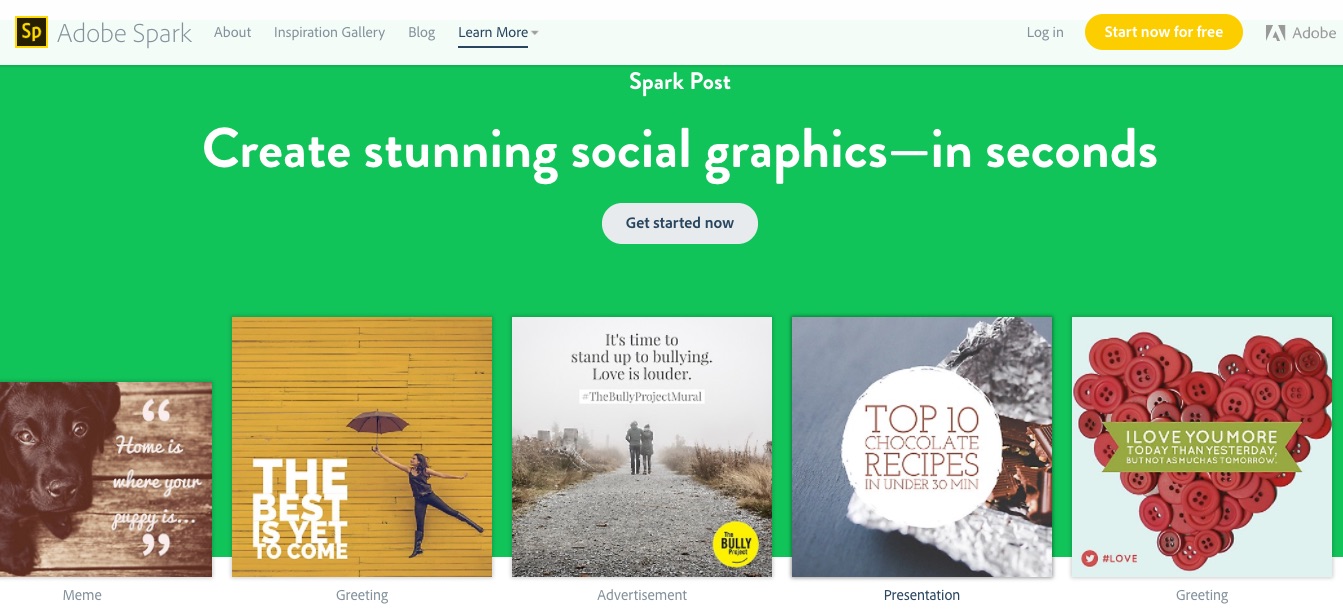 Sp Adobe Spark About Inspiration Gallery Blog Learn More Log in Start now for free Adobe
Spark Post
Create stunning social graphics—in seconds
Get started now
“
Home is
where your
puppy is...
”
Meme
THE
BEST
IS YET
TO COME
Greeting
It's time to
stand up to bullying.
Love is louder.
#TheBullyProjectMural
The
BULLY
Project
Advertisement
TOP 10
CHOCOLATE
RECIPES
IN UNDER 30 MIN
Presentation
I LOVE YOU MORE
TODAY THAN YESTERDAY,
BUT NOT AS MUCH AS TOMORROW.
#LOVE
Greeting